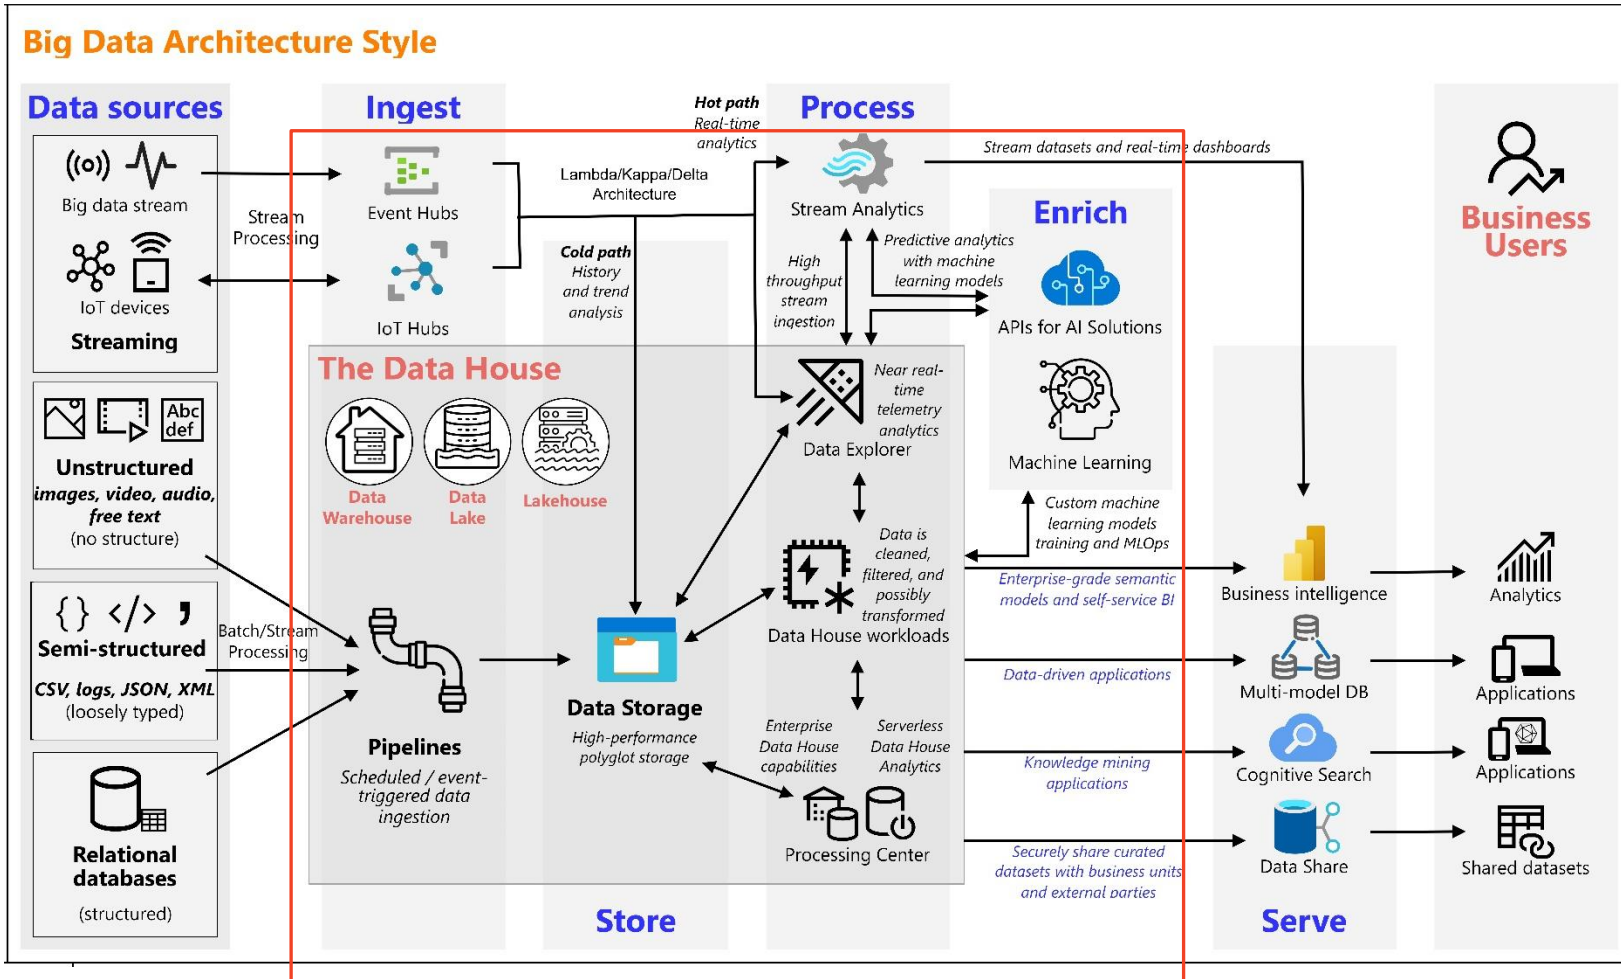 Big Data Architecture Style
Data sources
Big data stream
IoT devices
Streaming
Abc
def
Unstructured
images, video, audio,
free text
(no structure)
{ } </> ,
Semi-structured
CSV, logs, JSON, XML
(loosely typed)
Relational
databases
(structured)
Stream
Processing
Batch/Stream
Processing
Ingest
Event Hubs
IoT Hubs
Lambda/Kappa/Delta
Architecture
Hot path
Real-time
analytics
Cold path
History
and trend
analysis
The Data House
Data
Warehouse
Data
Lake
Lakehouse
Pipelines
Scheduled / event-
triggered data
ingestion
Data Storage
High-performance
polyglot storage
Store
Process
Stream Analytics
High
throughput
stream
ingestion
Predictive analytics
with machine
learning models
Near real-
time
telemetry
analytics
Data Explorer
Data is
cleaned,
filtered, and
possibly
transformed
Data House workloads
Enterprise
Data House
capabilities
Serverless
Data House
Analytics
Processing Center
Stream datasets and real-time dashboards
Enrich
APIs for AI Solutions
Machine Learning
Custom machine
learning models
training and MLOps
Enterprise-grade semantic
models and self-service BI
Data-driven applications
Knowledge mining
applications
Securely share curated
datasets with business units
and external parties
Business intelligence
Multi-model DB
Cognitive Search
Data Share
Serve
Business
Users
Analytics
Applications
Applications
Shared datasets